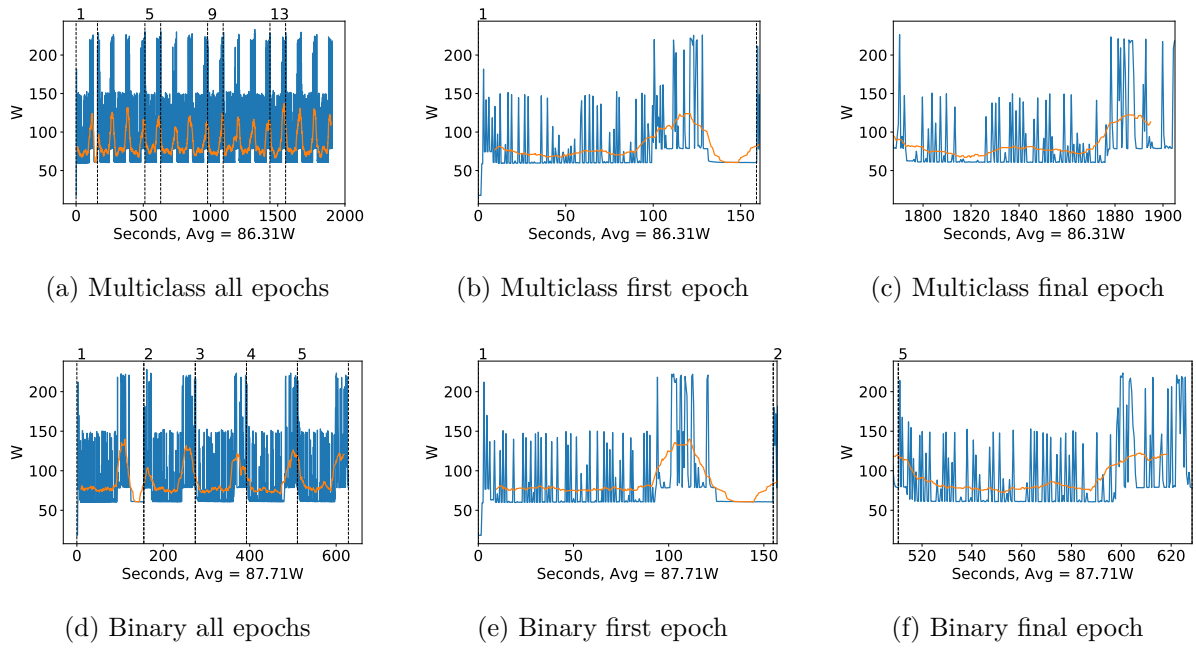 1 5 9 13
200
150
100
50
W
0 500 1000 1500 2000
Seconds, Avg = 86.31W
(a) Multiclass all epochs
1
200
150
100
50
W
0 50 100 150
Seconds, Avg = 86.31W
(b) Multiclass first epoch
200
150
100
50
W
1800 1820 1840 1860 1880 1900
Seconds, Avg = 86.31W
(c) Multiclass final epoch
1 2 3 4 5
200
150
100
50
W
0 200 400 600
Seconds, Avg = 87.71W
(d) Binary all epochs
1 2
200
150
100
50
W
0 50 100 150
Seconds, Avg = 87.71W
(e) Binary first epoch
5
200
150
100
50
W
520 540 560 580 600 620
Seconds, Avg = 87.71W
(f) Binary final epoch